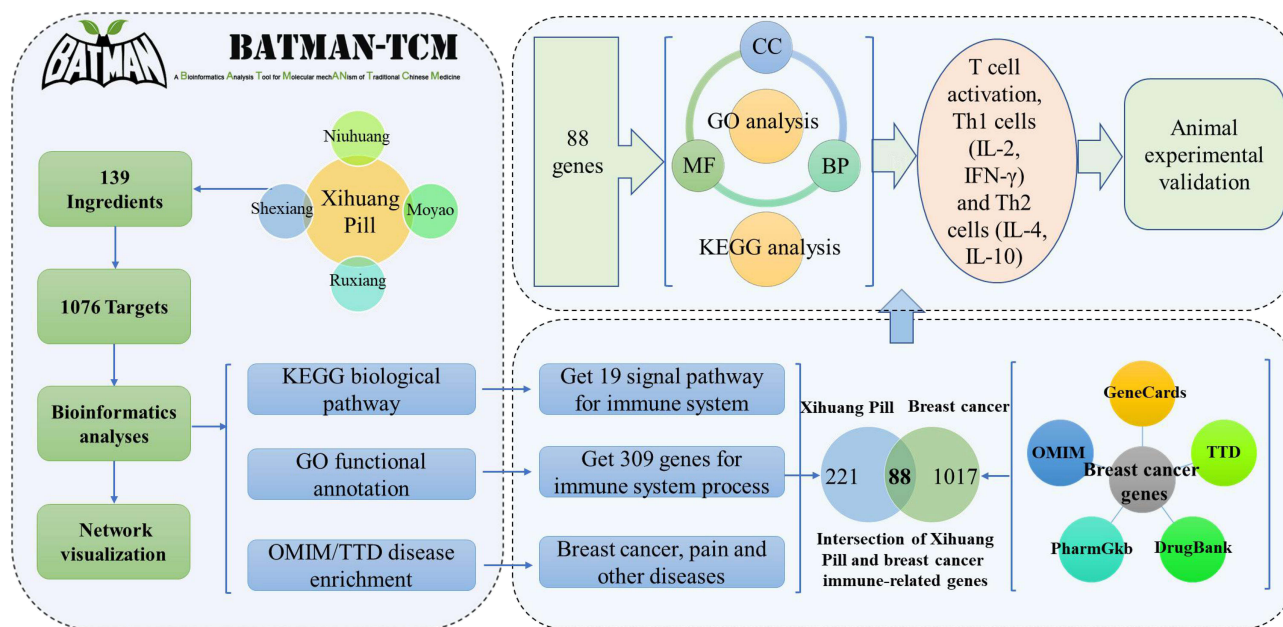 BATMAN
BATMAN-TCM
A Bioinformatics Analysis Tool for Molecular mechANism of Traditional Chinese Medicine
139
Ingredients
1076 Targets
Bioinformatics
analyses
Network
visualization
Niuhuang
Shexiang
Xihuang
Pill
Moyao
Ruxiang
KEGG biological
pathway
GO functional
annotation
OMIM/TTD disease
enrichment
88
genes
CC
GO analysis
MF
BP
KEGG analysis
T cell
activation,
Th1 cells
(IL-2,
IFN-γ)
and Th2
cells (IL-4,
IL-10)
Animal
experimental
validation
Get 19 signal pathway
for immune system
Get 309 genes for
immune system process
Breast cancer, pain and
other diseases
Xihuang Pill
Breast cancer
221
88
1017
Intersection of Xihuang
Pill and breast cancer
immune-related genes
GeneCards
OMIM
TTD
Breast cancer
genes
PharmGkb
DrugBank